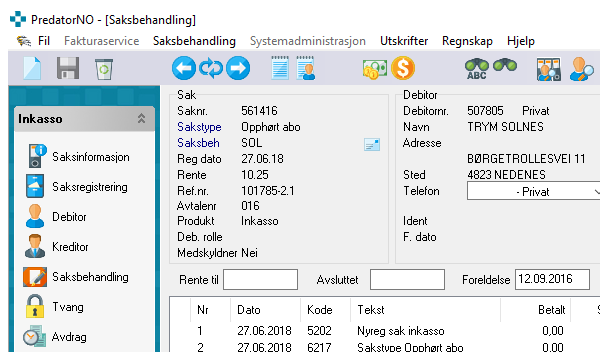 PredatorNO - [Saksbehandling]
Fil Fakturaservice Saksbehandling Systemadministrasjon Utskrifter Regnskap Hjelp
ABC
Inkasso
Saksinformasjon
Saksregistrering
Debitor
Kreditor
Saksbehandling
Tvang
Avdrag
Sak
Saknr. 561416
Sakstype Opphørt abo
Saksbeh SOL
Reg dato 27.06.18
Rente 10.25
Ref.nr. 101785-2.1
Avtalenr 016
Produkt Inkasso
Deb. rolle
Medskyldner Nei
Debitor
Debitornr. 507805 Privat
Navn TRYM SOLNES
Adresse
BØRGETROLLESVEI 11
Sted 4823 NEDENES
Telefon - Privat
Ident
F. dato
Rente til Avsluttet Foreldelse 12.09.2016
Nr Dato Kode Tekst Betalt S
1 27.06.2018 5202 Nyreg sak inkasso 0,00
2 27.06.2018 6217 Sakstype Opphørt abo 0,00